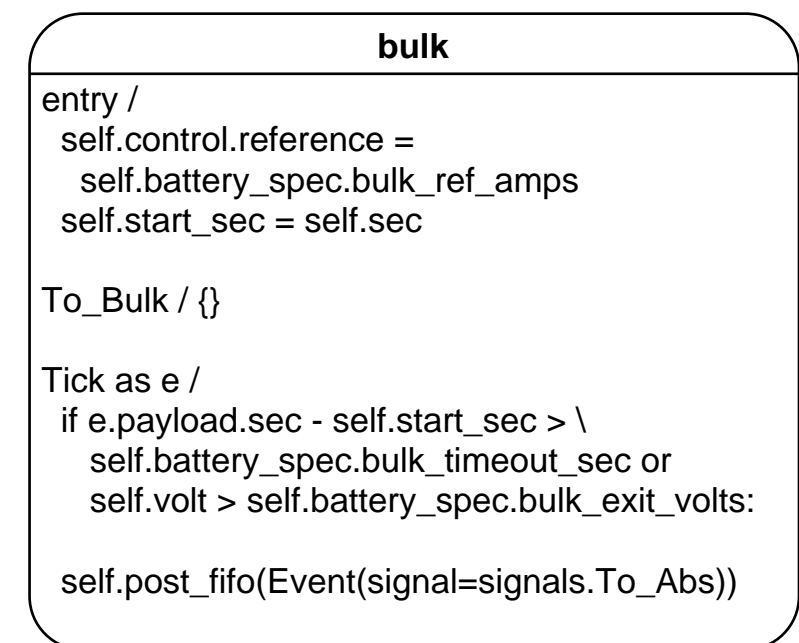 bulk
entry /
self.control.reference =
self.battery_spec.bulk_ref_amps
self.start_sec = self.sec
To_Bulk / {}
Tick as e /
if e.payload.sec - self.start_sec > \
self.battery_spec.bulk_timeout_sec or
self.volt > self.battery_spec.bulk_exit_volts:
self.post_fifo(Event(signal=signals.To_Abs))